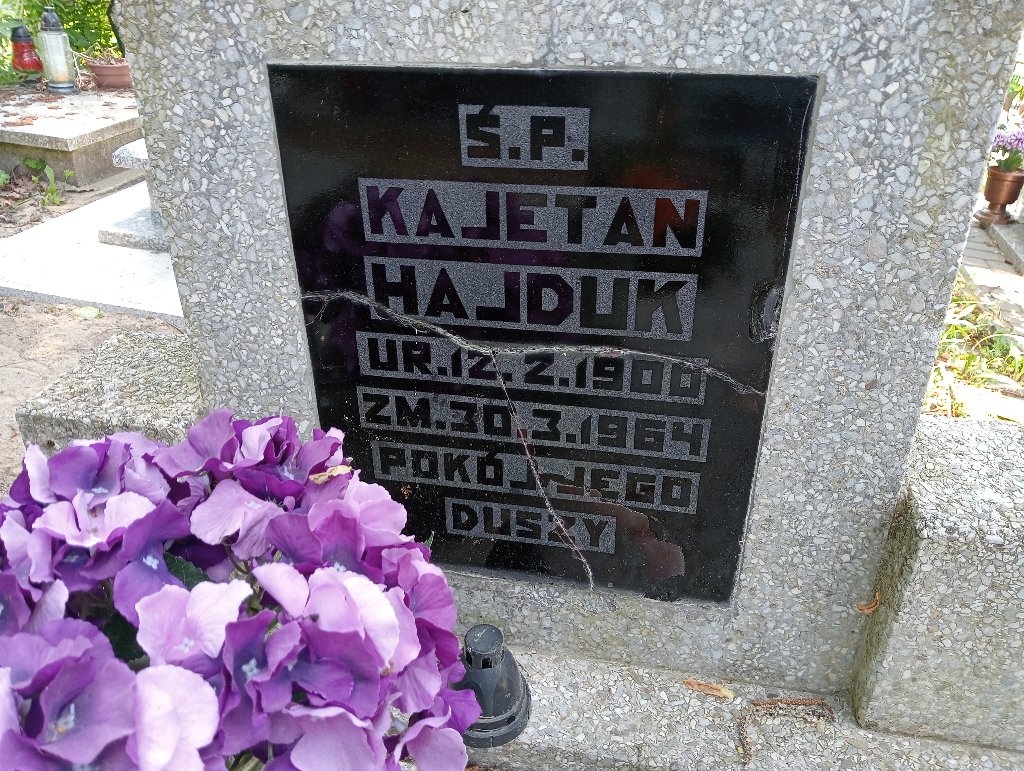 Ś.P.
KAJETAN
HAJDUK
UR.12.2.1900
ZM.30.3.1964
POKÓJ JEGO
DUSZY